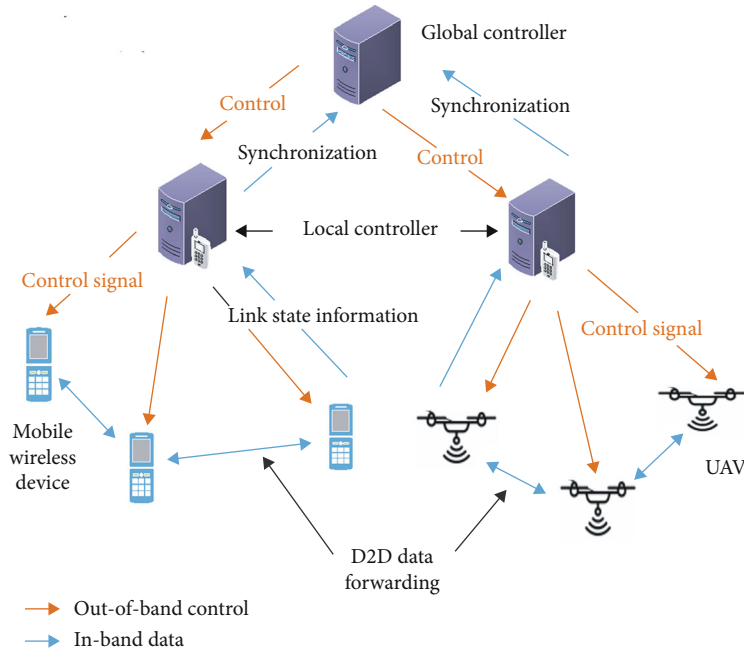 Global controller
Control
Synchronization
Synchronization
Control
Local controller
Control signal
Link state information
Control signal
Mobile
wireless
device
UAV
D2D data
forwarding
Out-of-band control
In-band data